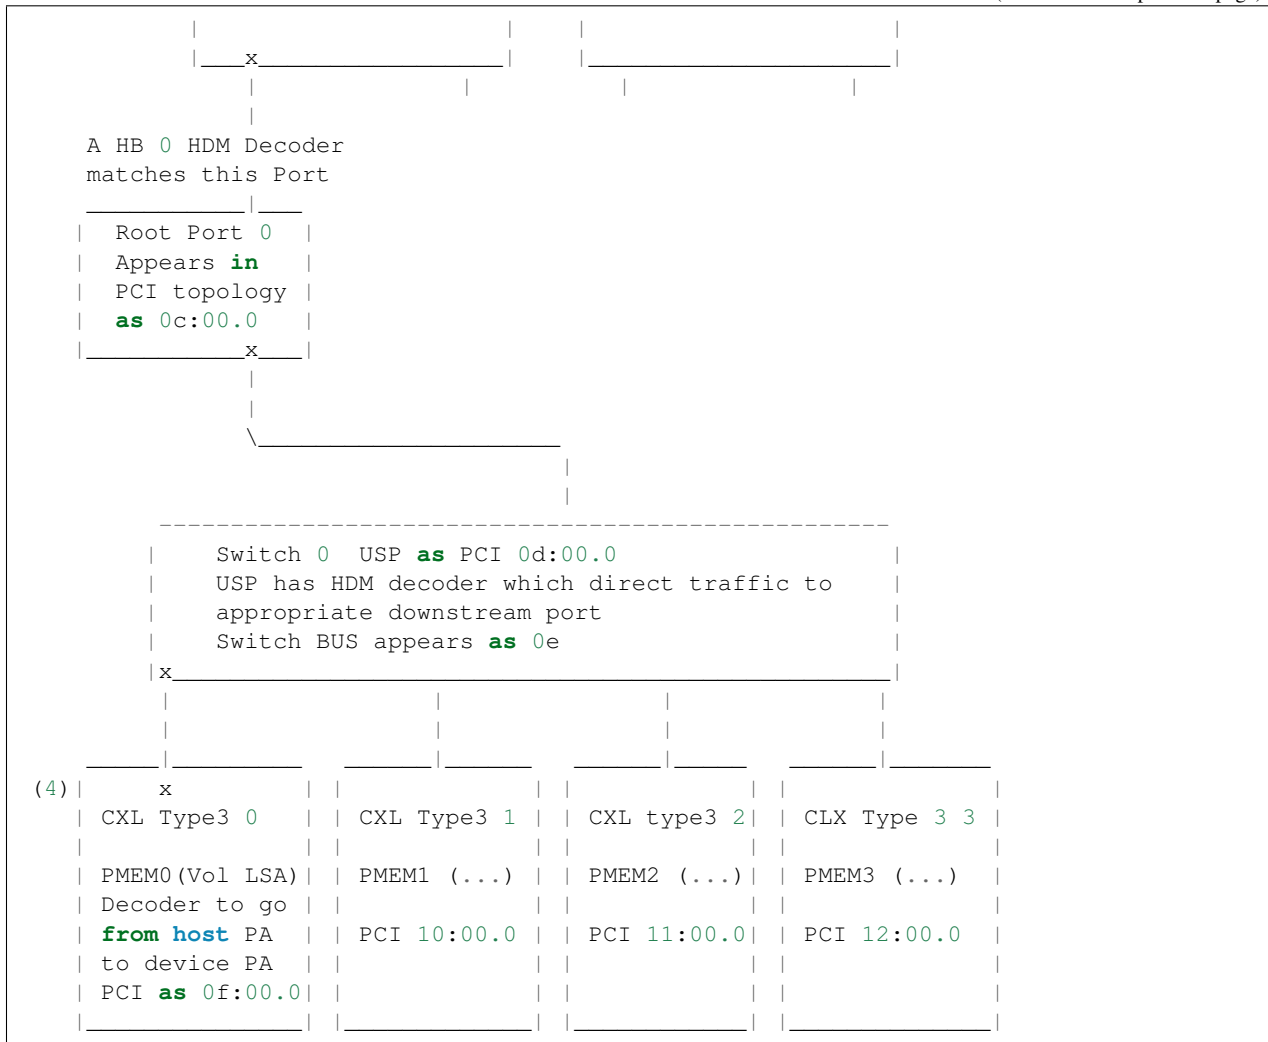 x
A HB 0 HDM Decoder
matches this Port
Root Port 0
Appears in
PCI topology
as 0c:00.0
x
Switch 0 USP as PCI 0d:00.0
USP has HDM decoder which direct traffic to
appropriate downstream port
Switch BUS appears as 0e
x
(4) x
CXL Type3 0 CXL Type3 1 CXL type3 2 CLX Type 3 3
PMEM0(Vol LSA) PMEM1 (...) PMEM2 (...) PMEM3 (...)
Decoder to go
from host PA PCI 10:00.0 PCI 11:00.0 PCI 12:00.0
to device PA
PCI as 0f:00.0